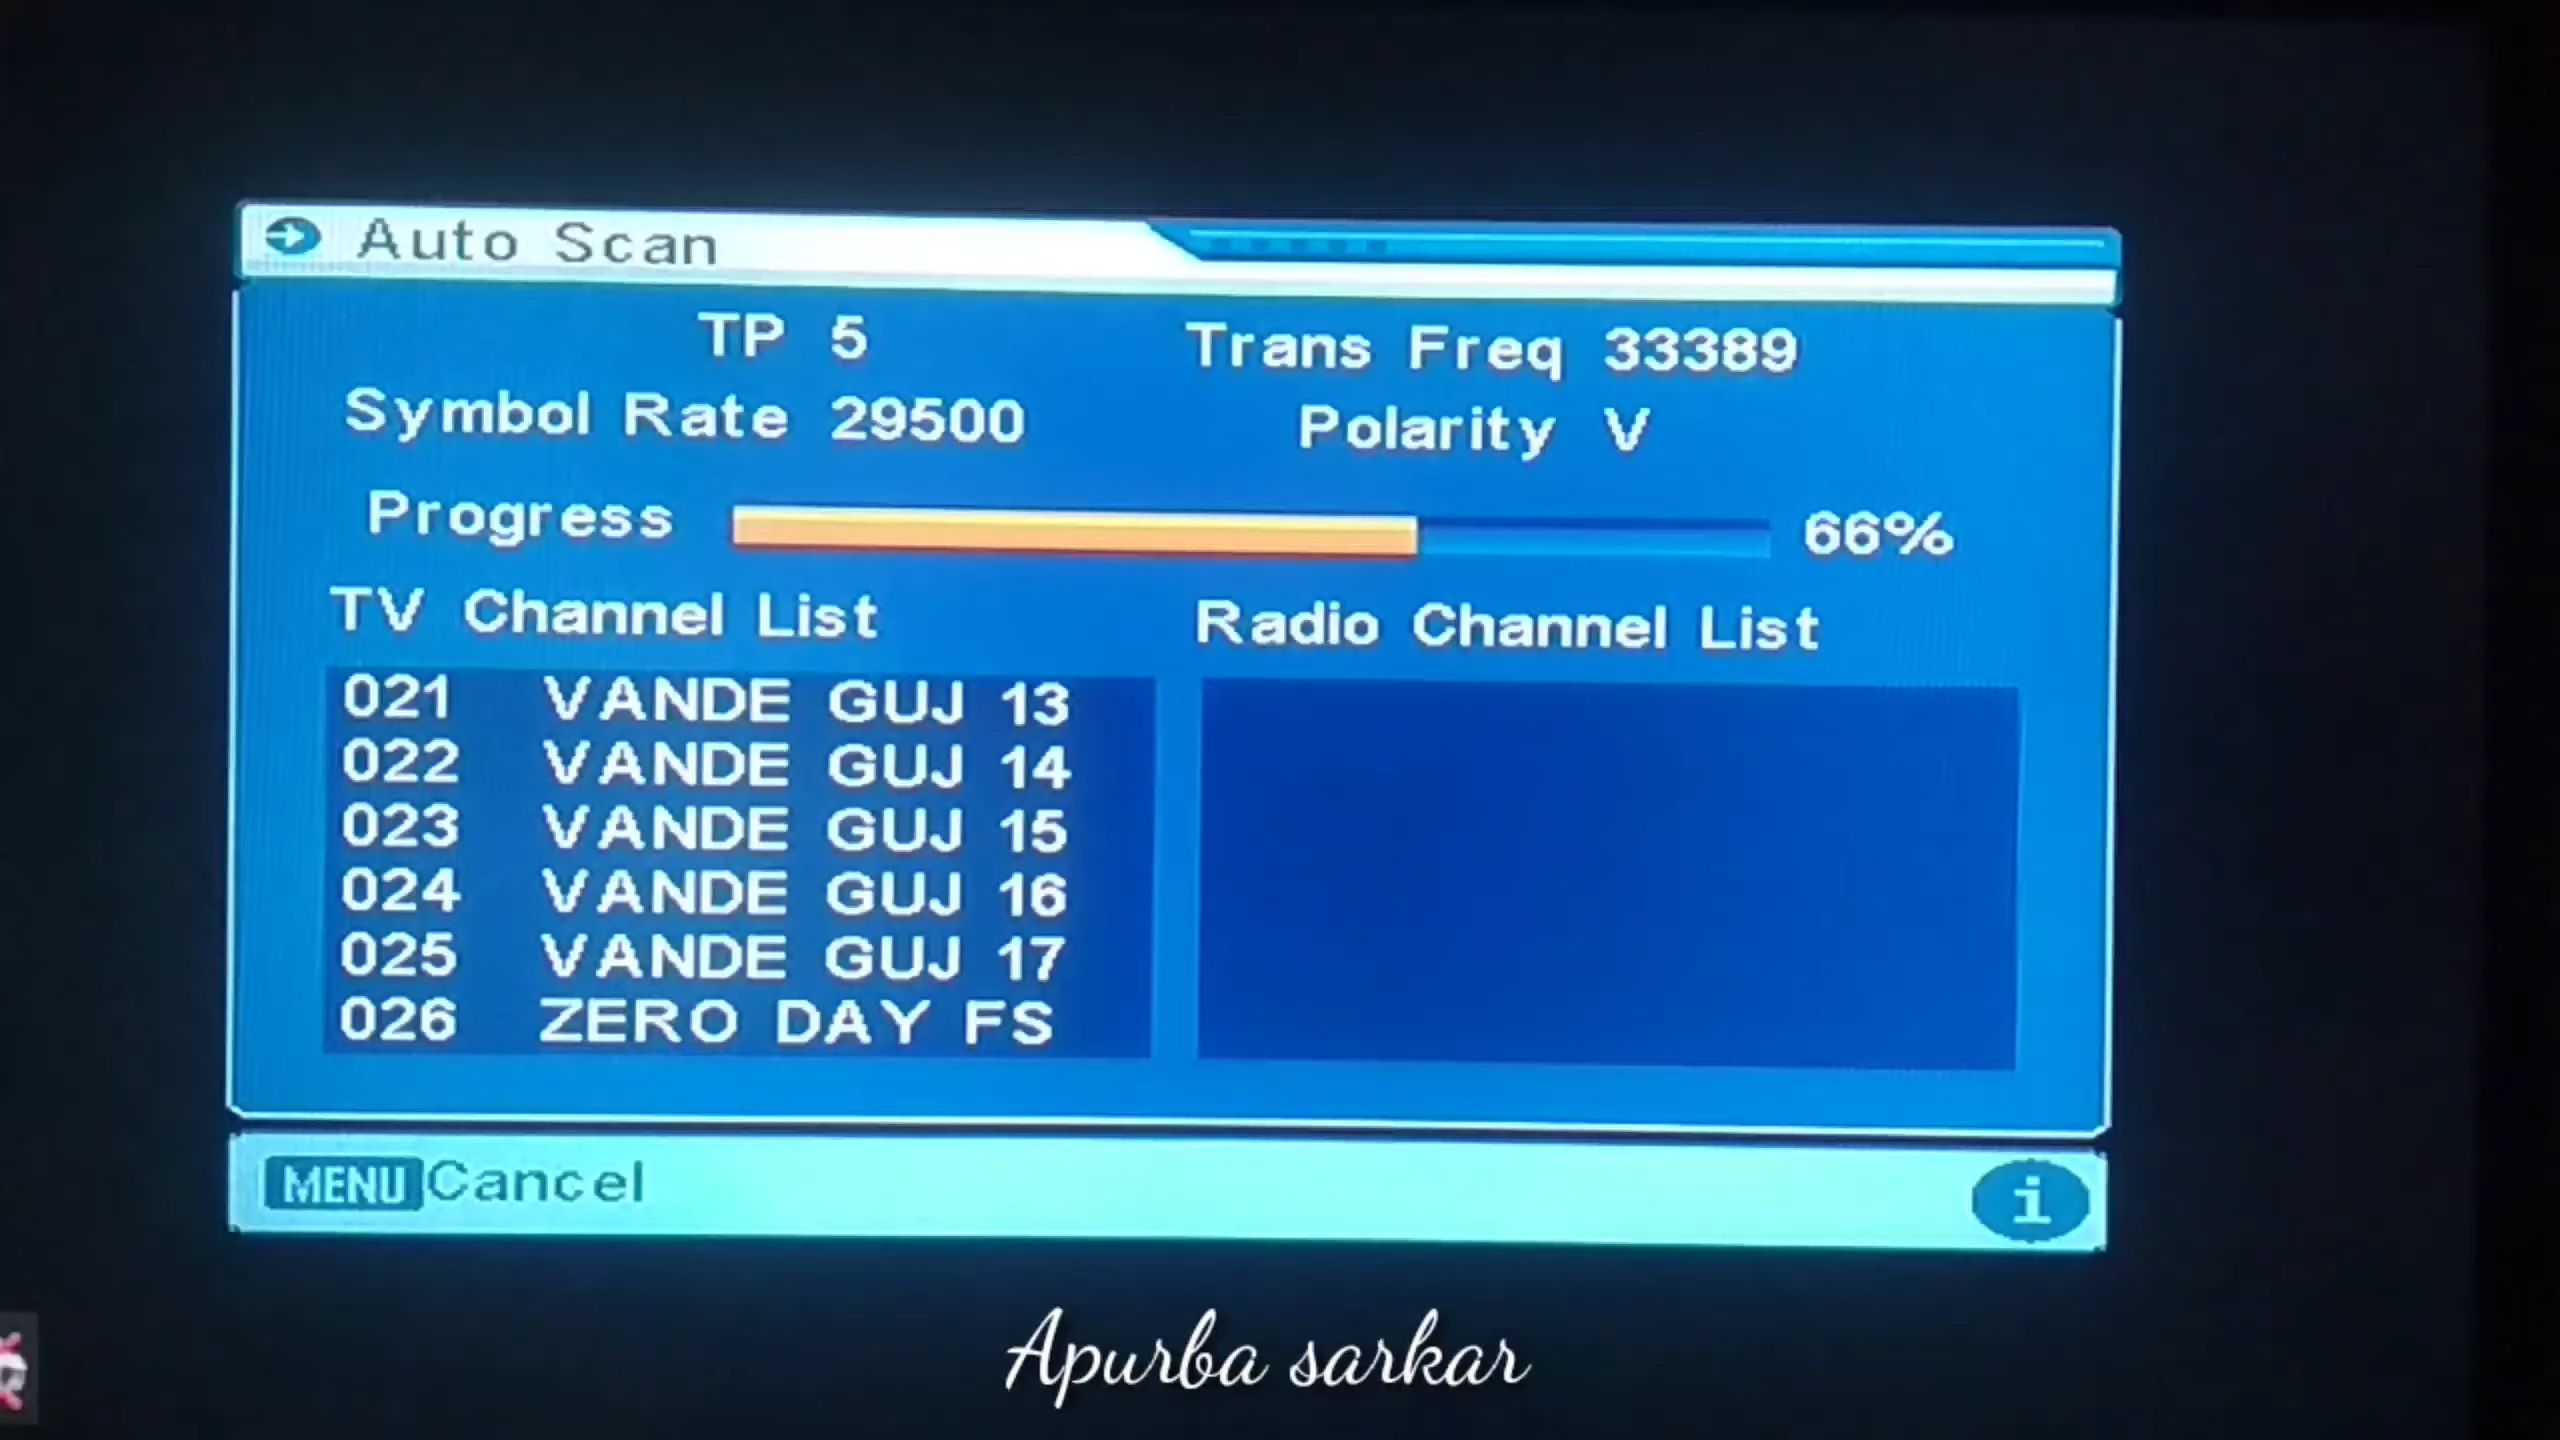 Auto Scan
TP 5 Trans Freq 33389
Symbol Rate 29500 Polarity V
Progress 66%
TV Channel List Radio Channel List
021 VANDE GUJ 13
022 VANDE GUJ 14
023 VANDE GUJ 15
024 VANDE GUJ 16
025 VANDE GUJ 17
026 ZERO DAY FS
MENU Cancel i
Apurba sarkar